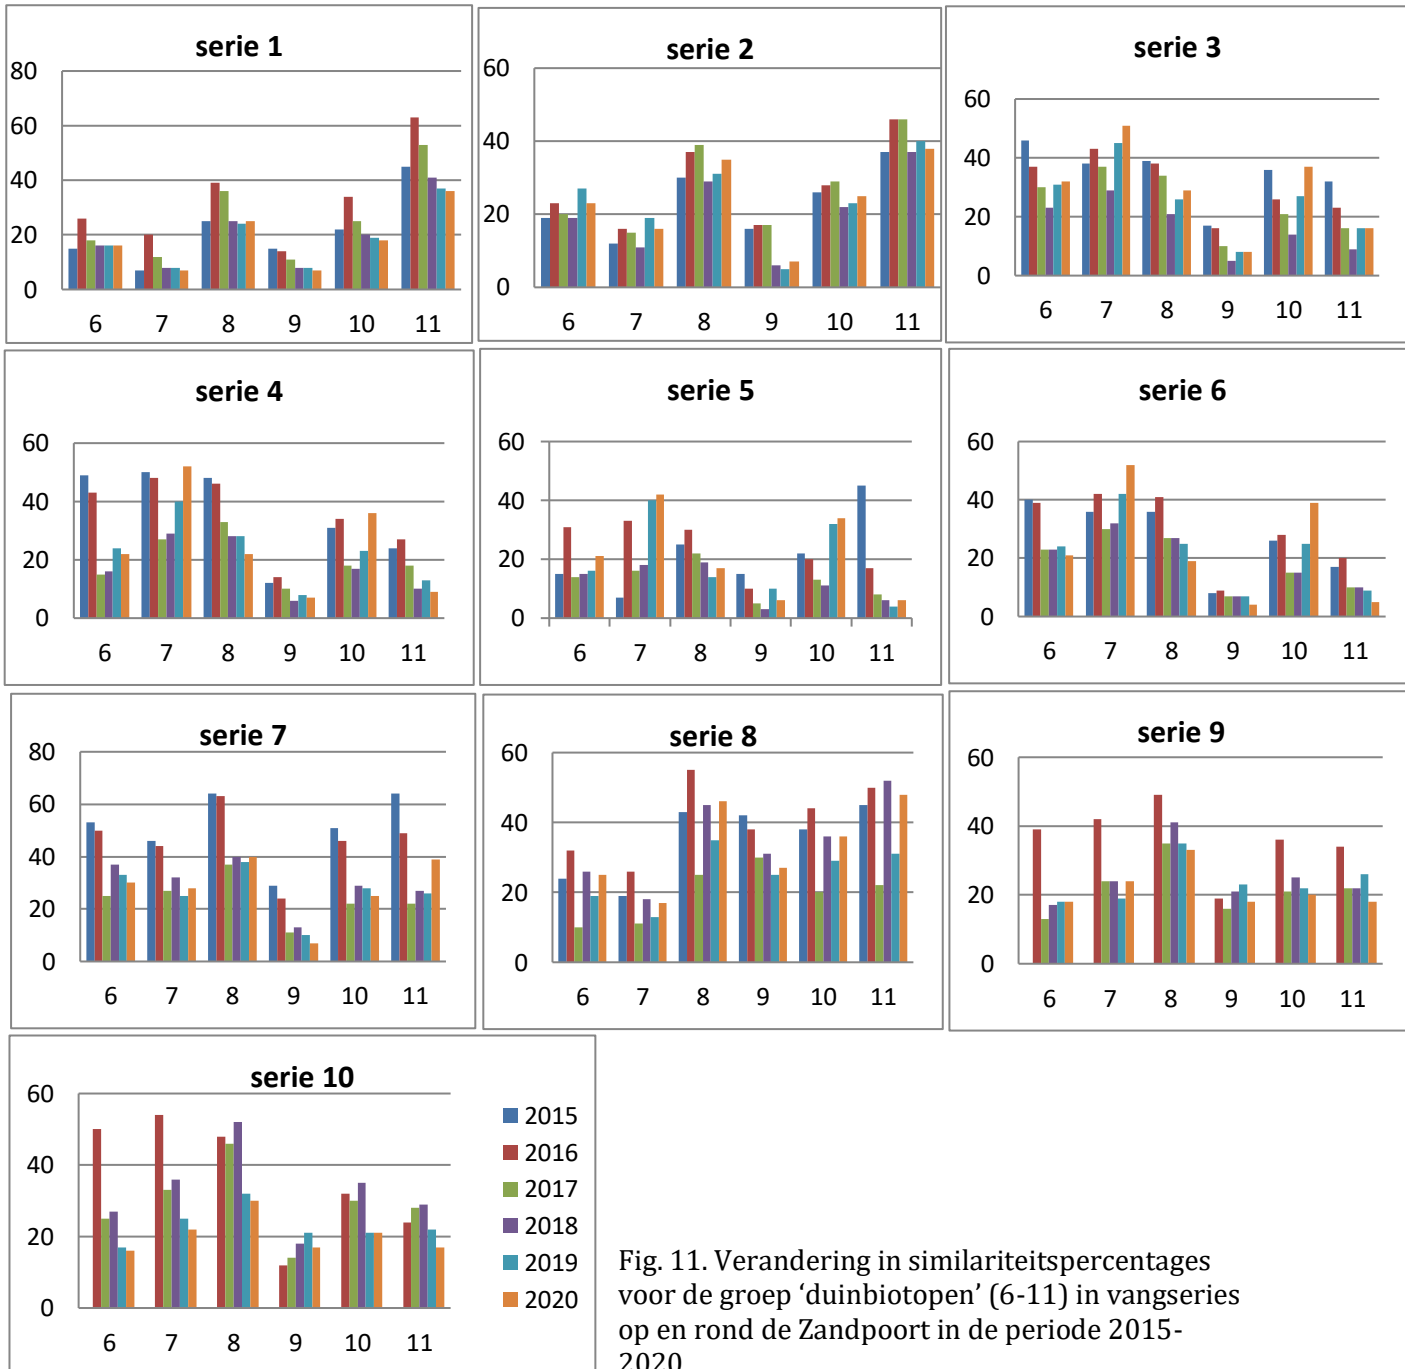 serie 1
80
60
40
20
0
6 7 8 9 10 11
serie 2
60
40
20
0
6 7 8 9 10 11
serie 3
60
40
20
0
6 7 8 9 10 11
serie 4
60
40
20
0
6 7 8 9 10 11
serie 5
60
40
20
0
6 7 8 9 10 11
serie 6
60
40
20
0
6 7 8 9 10 11
serie 7
80
60
40
20
0
6 7 8 9 10 11
serie 8
60
40
20
0
6 7 8 9 10 11
serie 9
60
40
20
0
6 7 8 9 10 11
serie 10
60
40
20
0
6 7 8 9 10 11
2015
2016
2017
2018
2019
2020
Fig. 11. Verandering in similariteitspercentages
voor de groep ‘duinbiotopen’ (6-11) in vangseries
op en rond de Zandpoort in de periode 2015-
2020